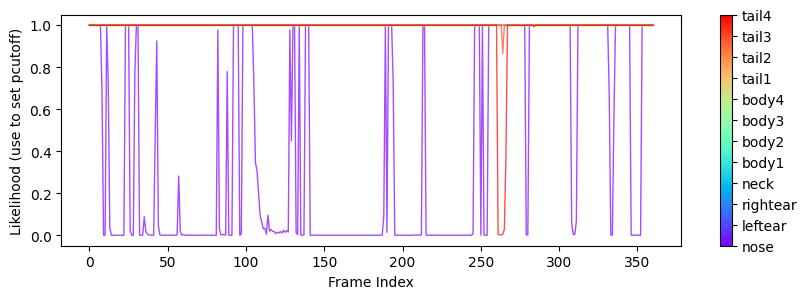 Likelihood (use to set pcutoff)
1.0
0.8
0.6
0.4
0.2
0.0
0
50
100
150
200
250
300
350
Frame Index
tail4
tail3
tail2
tail1
body4
body3
body2
body1
neck
rightear
leftear
nose